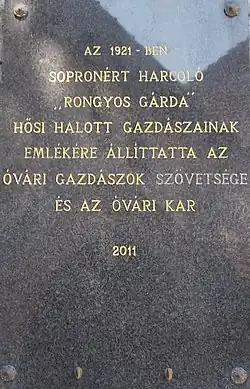 AZ 1921-BEN
SOPRONÉRT HARCOLÓ
„RONGYOS GÁRDA"
HŐSI HALOTT GAZDÁSZAINAK
EMLÉKÉRE ÁLLÍTTATTA AZ
ÓVÁRI GAZDÁSZOK SZÖVETSÉGE
ÉS AZ ÓVÁRI KAR
2011